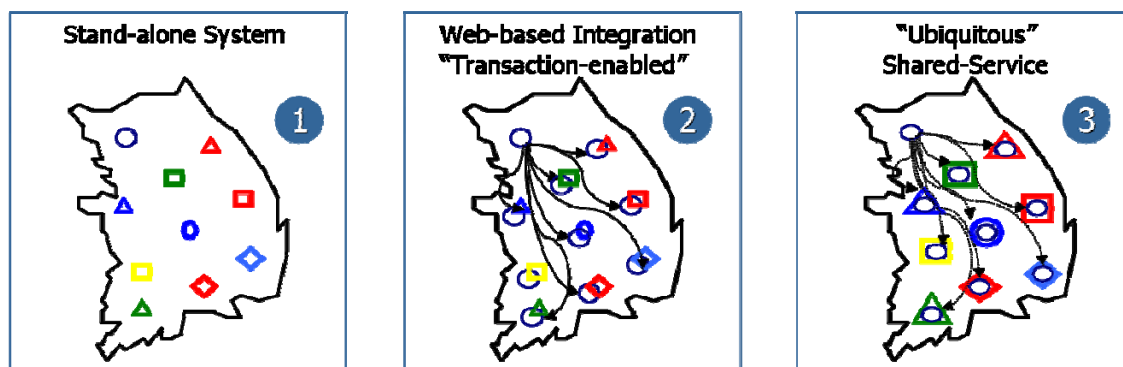 Stand-alone System
1
Web-based Integration
"Transaction-enabled"
2
"Ubiquitous"
Shared-Service
3